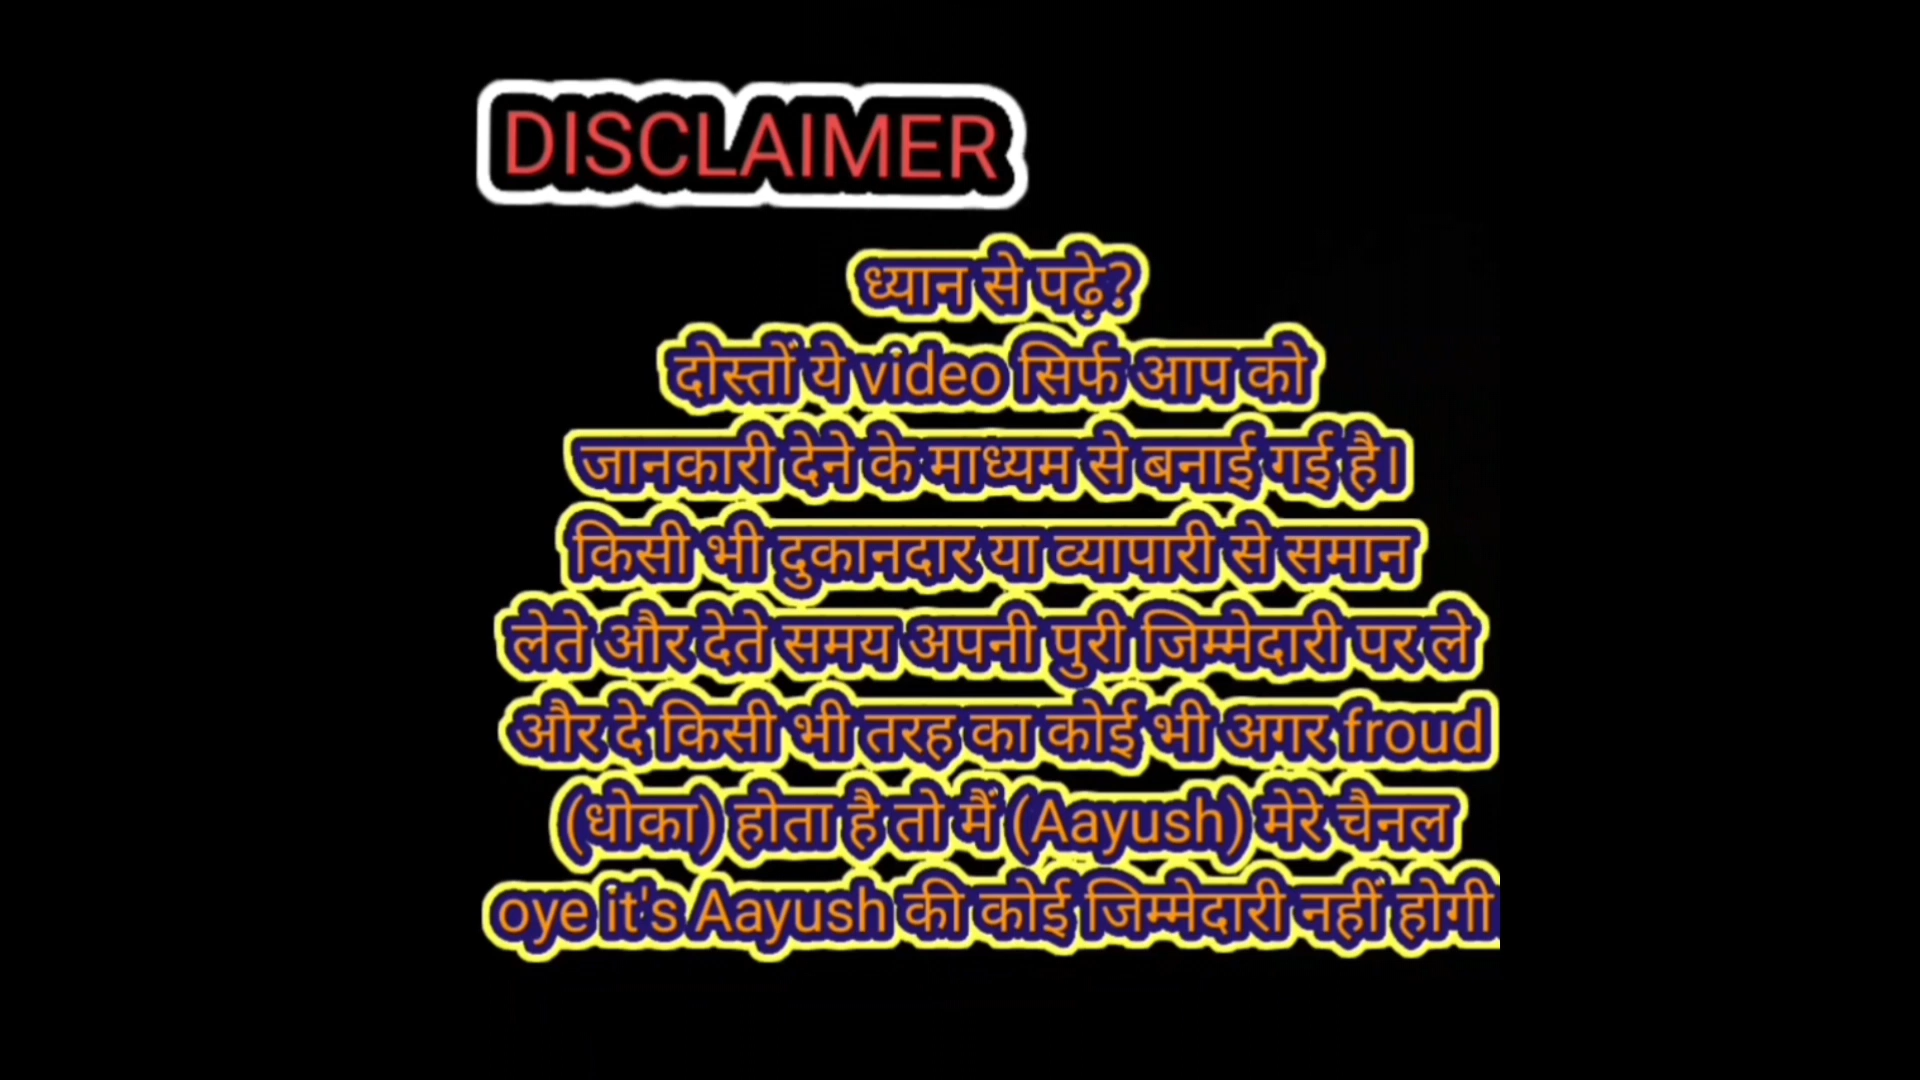 DISCLAIMER
ध्यान से पढ़े?
दोस्तों ये video सिर्फ आप को
जानकारी देने के माध्यम से बनाई गई है।
किसी भी दुकानदार या व्यापारी से समान
लेते और देते समय अपनी पुरी जिम्मेदारी पर ले
और दे किसी भी तरह का कोई भी अगर froud
(धोका) होता है तो मैं (Aayush) मेरे चैनल
oye it's Aayush की कोई जिम्मेदारी नहीं होगी